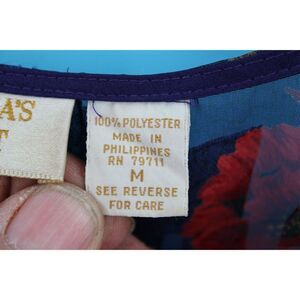 A'S
T
100% POLYESTER
MADE IN
PHILIPPINES
RN 79711
M
SEE REVERSE
FOR CARE